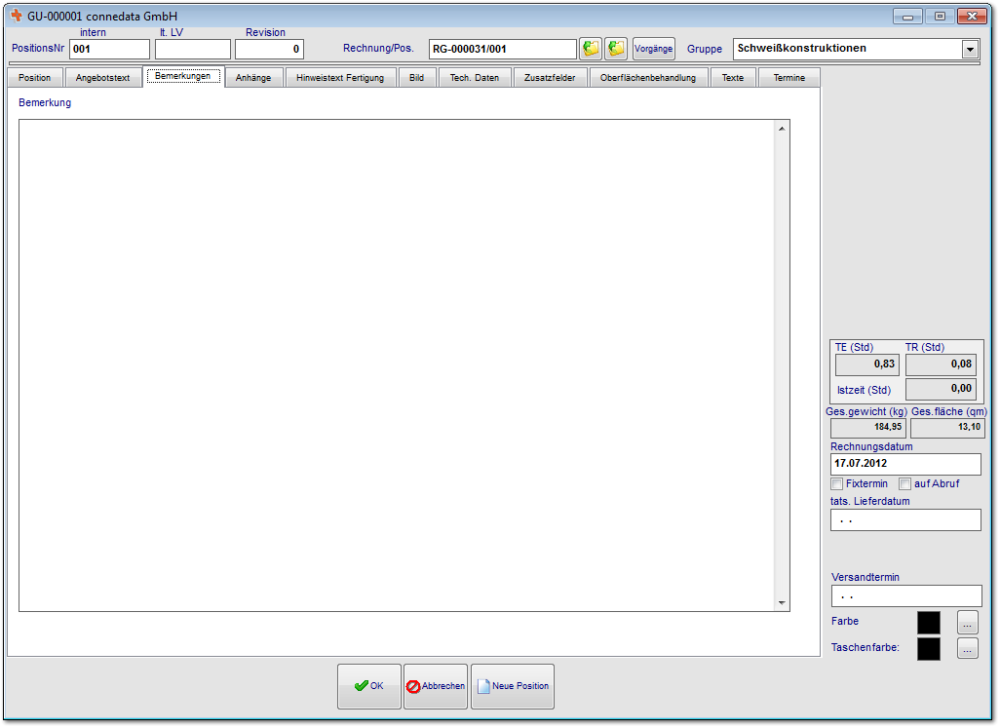 GU-000001 connedata GmbH
intern lt. LV Revision
PositionsNr 001 0 Rechnung/Pos. RG-000031/001 Vorgänge Gruppe Schweißkonstruktionen
Position Angebotstext Bemerkungen Anhänge Hinweistext Fertigung Bild Tech. Daten Zusatzfelder Oberflächenbehandlung Texte Termine
Bemerkung
TE (Std) TR (Std)
0,83 0,08
Istzeit (Std) 0,00
Ges.gewicht (kg) Ges.fläche (qm)
184,95 13,10
Rechnungsdatum
17.07.2012
Fixtermin auf Abruf
tats. Lieferdatum
. .
Versandtermin
. .
Farbe ...
Taschenfarbe: ...
OK Abbrechen Neue Position